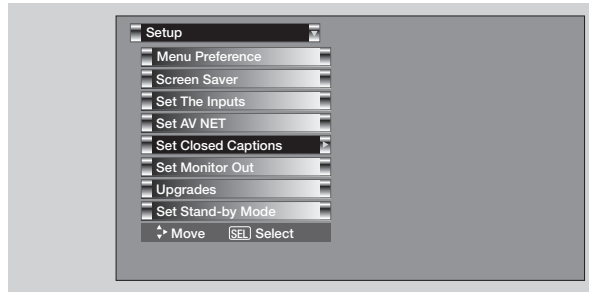 Setup
Menu Preference
Screen Saver
Set The Inputs
Set AV NET
Set Closed Captions
Set Monitor Out
Upgrades
Set Stand-by Mode
Move SEL Select